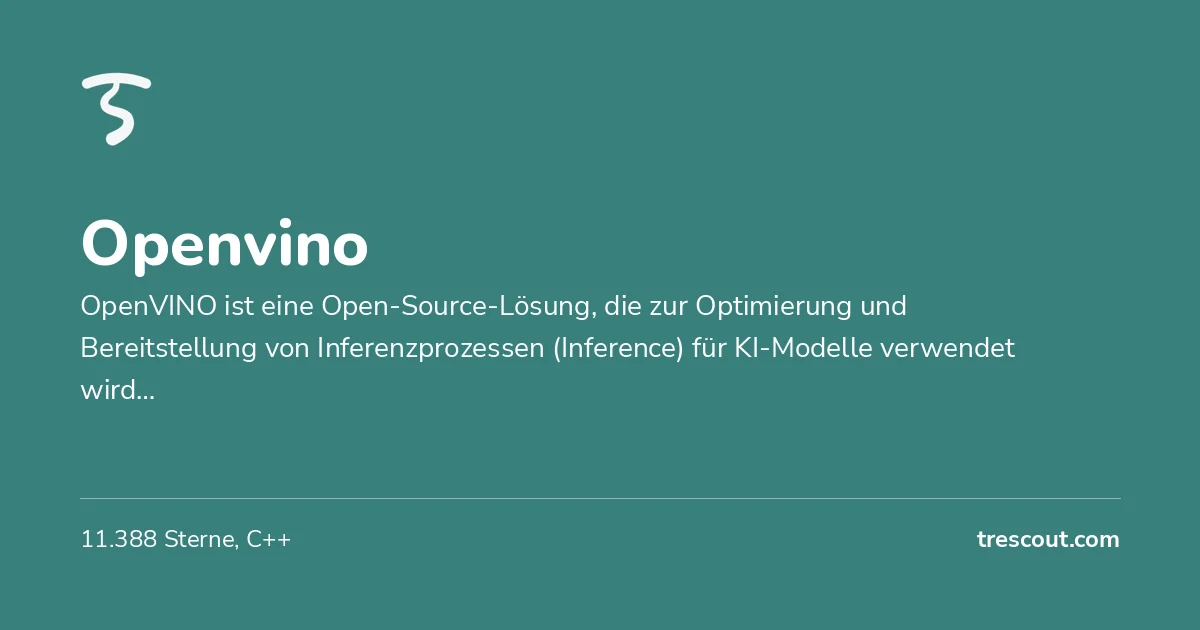 Openvino
OpenVINO ist eine Open-Source-Lösung, die zur Optimierung und
Bereitstellung von Inferenzprozessen (Inference) für KI-Modelle verwendet
wird...
11.388 Sterne, C++
trescout.com